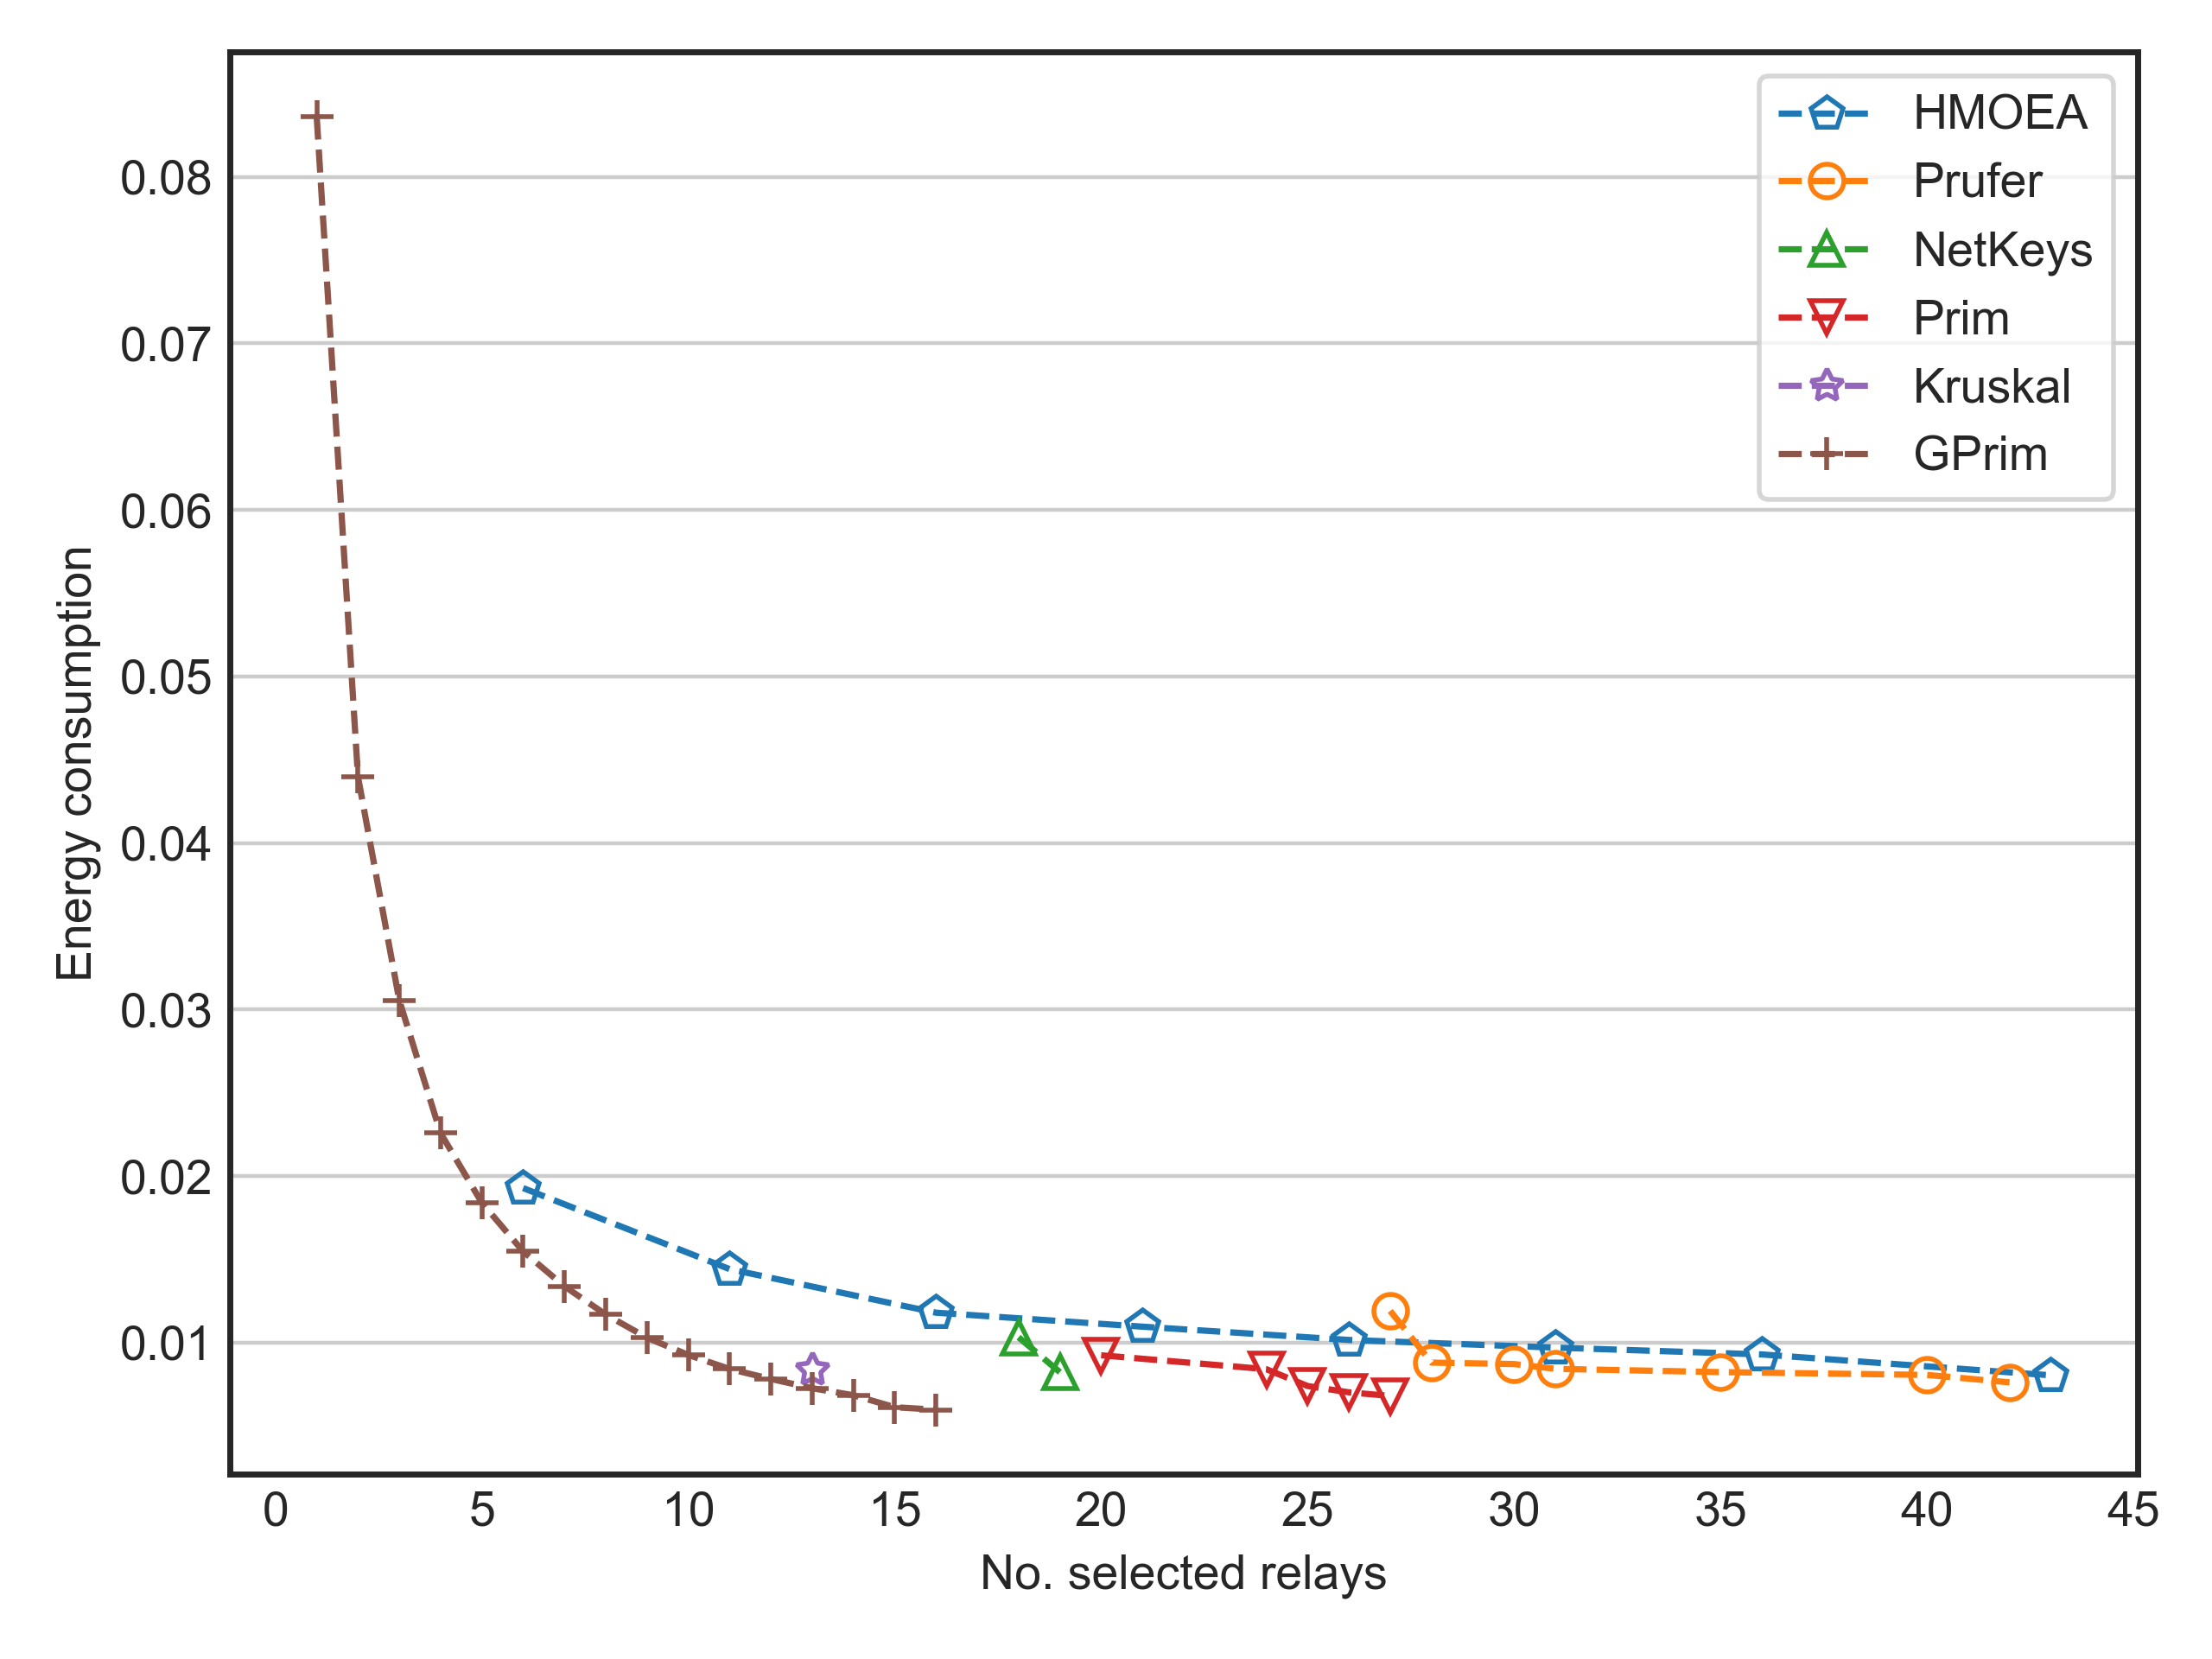 HMOEA
Prufer
NetKeys
Prim
Kruskal
GPrim
0.08
0.07
0.06
0.05
0.04
0.03
0.02
0.01
Energy consumption
0 5 10 15 20 25 30 35 40 45
No. selected relays